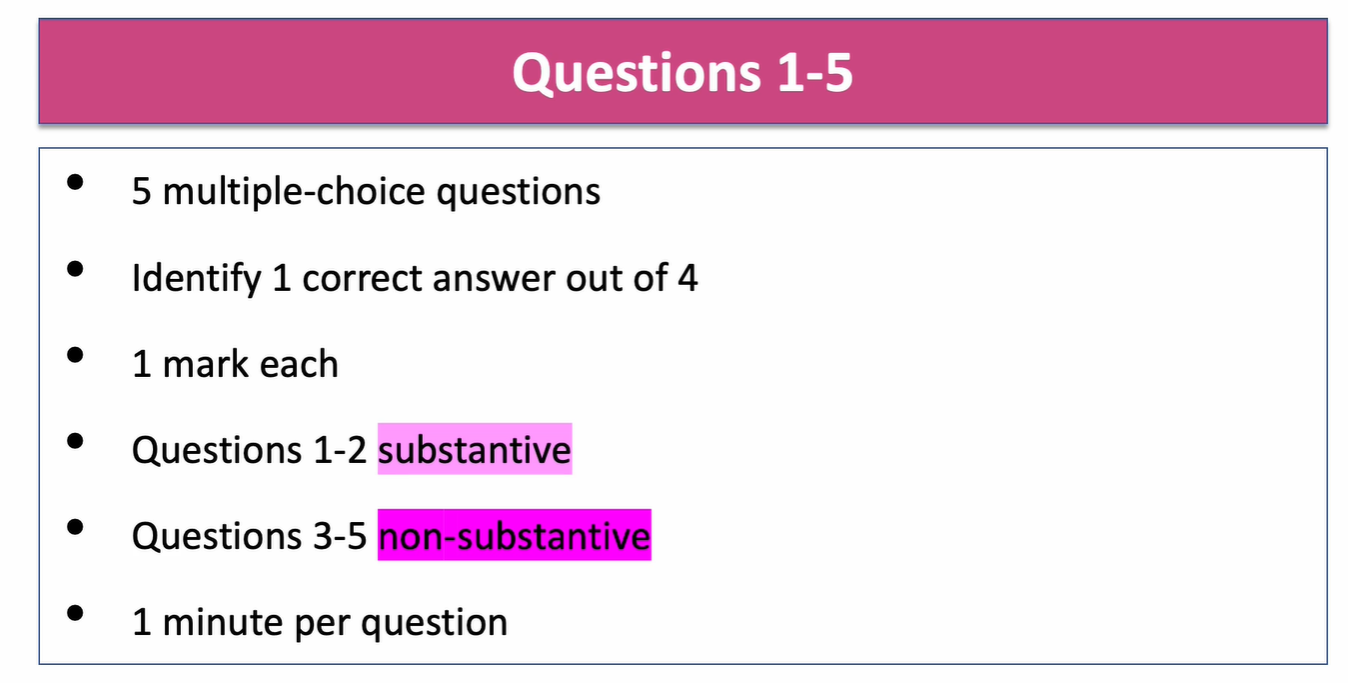 Questions 1-5
• 5 multiple-choice questions
• Identify 1 correct answer out of 4
• 1 mark each
• Questions 1-2 substantive
• Questions 3-5 non-substantive
• 1 minute per question